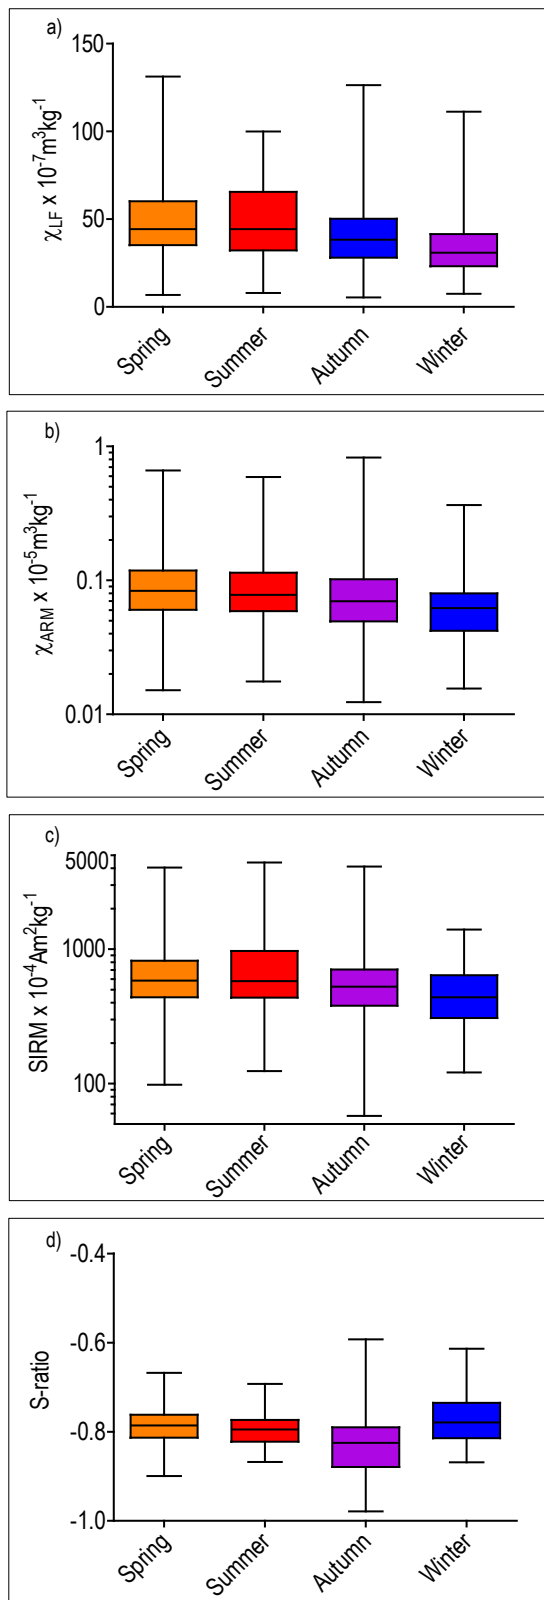 a)
150
100
50
0
χLF x 10-7m3kg-1
Spring
Summer
Autumn
Winter
b)
1
0.1
0.01
χARM x 10-5m3kg-1
Spring
Summer
Autumn
Winter
c)
5000
1000
100
SIRM x 10-4Am2kg-1
Spring
Summer
Autumn
Winter
d)
-0.4
-0.6
-0.8
-1.0
S-ratio
Spring
Summer
Autumn
Winter